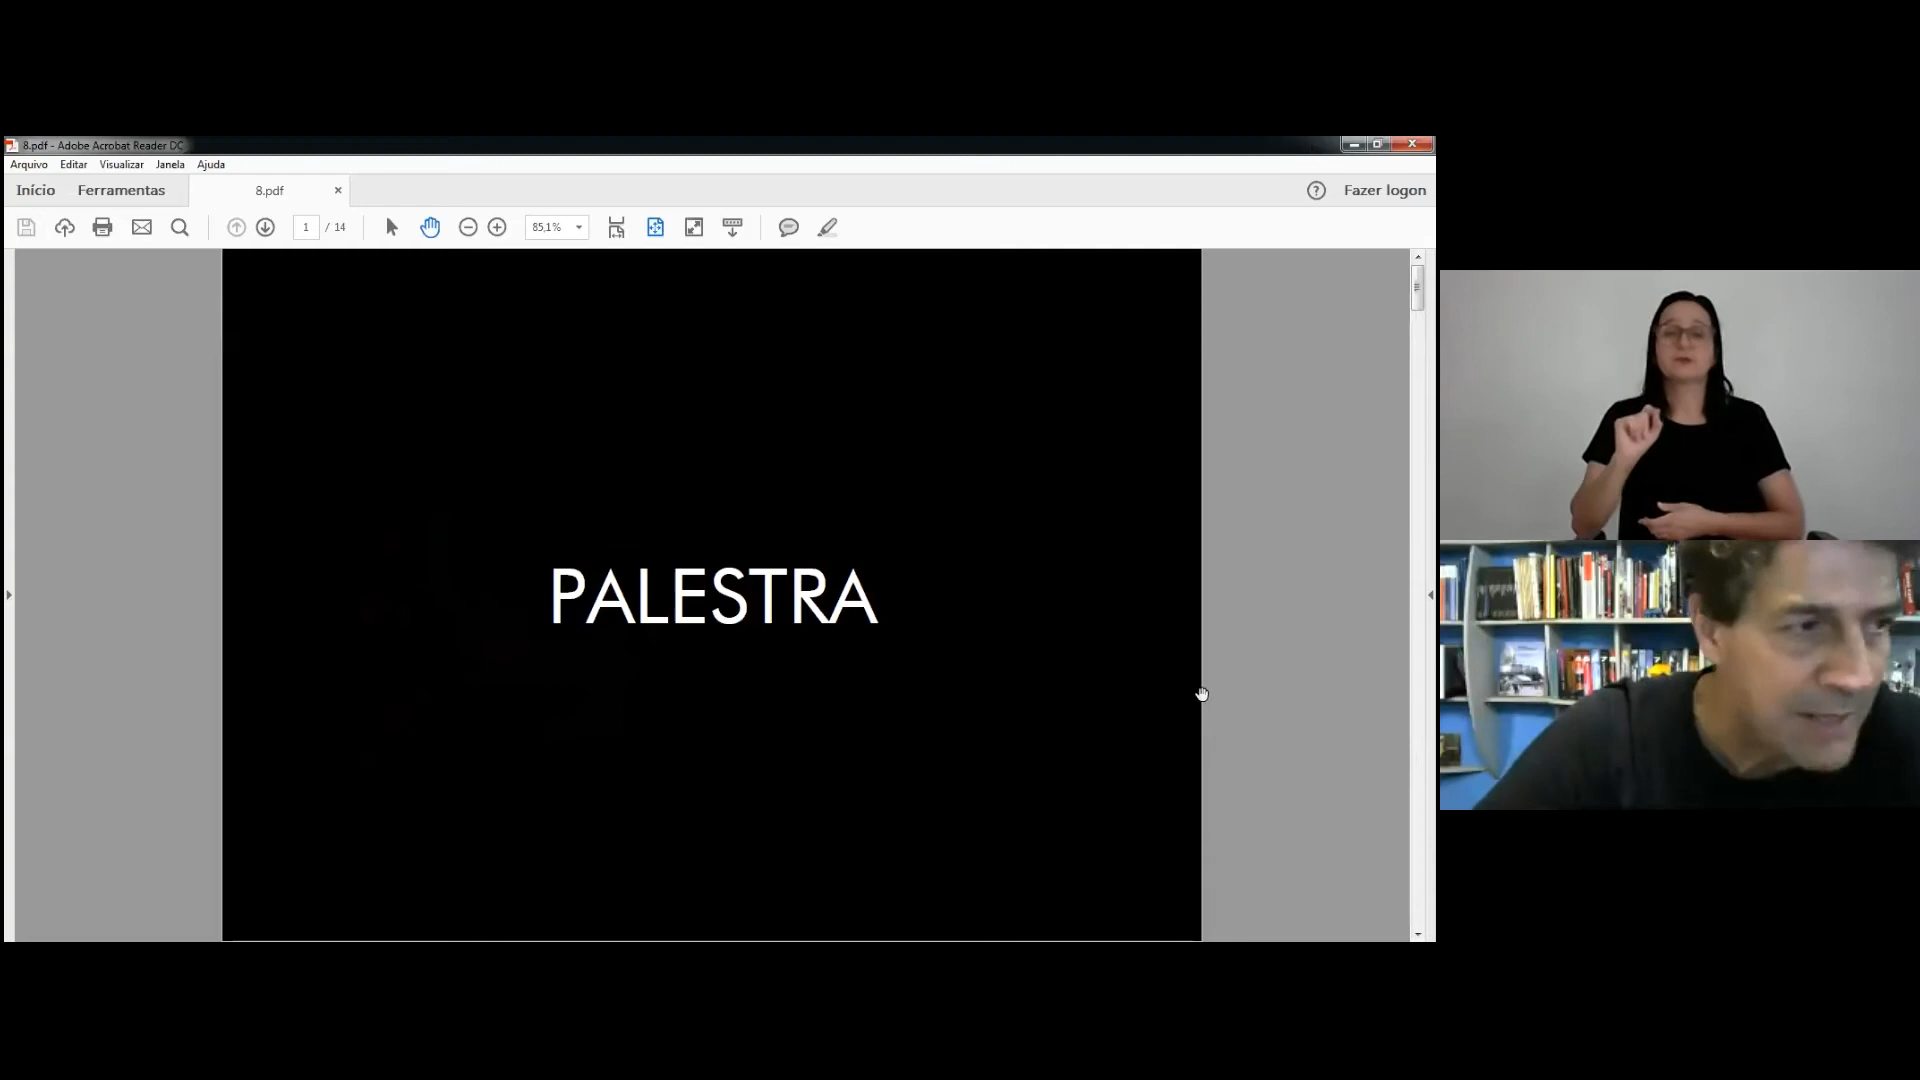 8.pdf - Adobe Acrobat Reader DC
Arquivo Editar Visualizar Janela Ajuda
Início Ferramentas 8.pdf Fazer logon
1 / 14 85,1%
PALESTRA